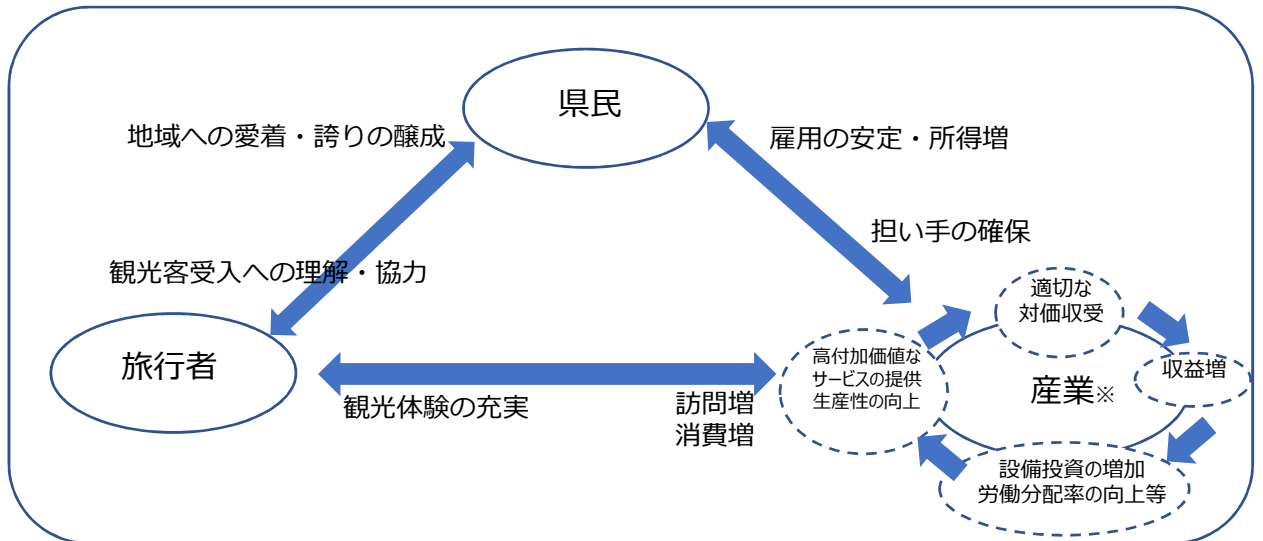 県民
地域への愛着・誇りの醸成
雇用の安定・所得増
担い手の確保
観光客受入への理解・協力
適切な
対価収受
旅行者
高付加価値な
サービスの提供
生産性の向上
産業※
収益増
観光体験の充実
訪問増
消費増
設備投資の増加
労働分配率の向上等